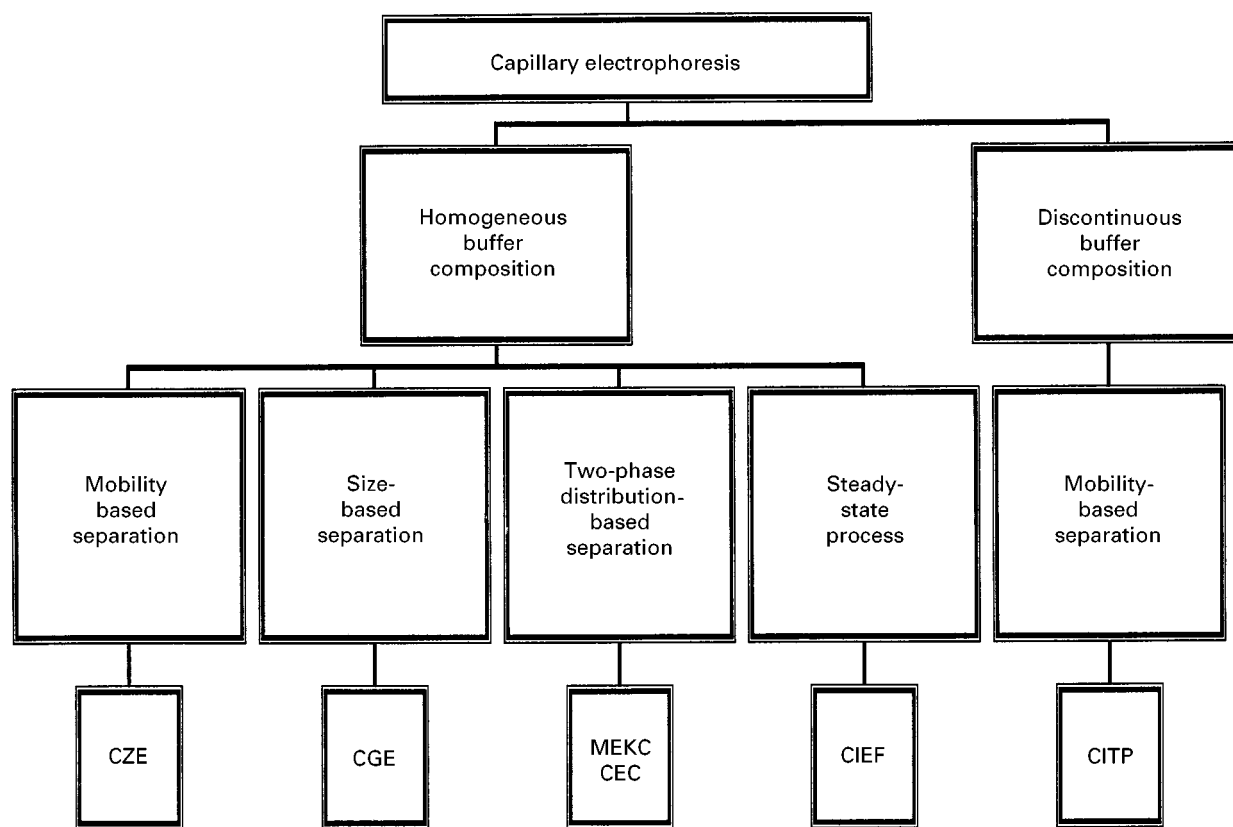 Capillary electrophoresis
Homogeneous
buffer
composition
Discontinuous
buffer
composition
Mobility
based
separation
Size-
based
separation
Two-phase
distribution-
based
separation
Steady-
state
process
Mobility-
based
separation
CZE
CGE
MEKC
CEC
CIEF
CITP